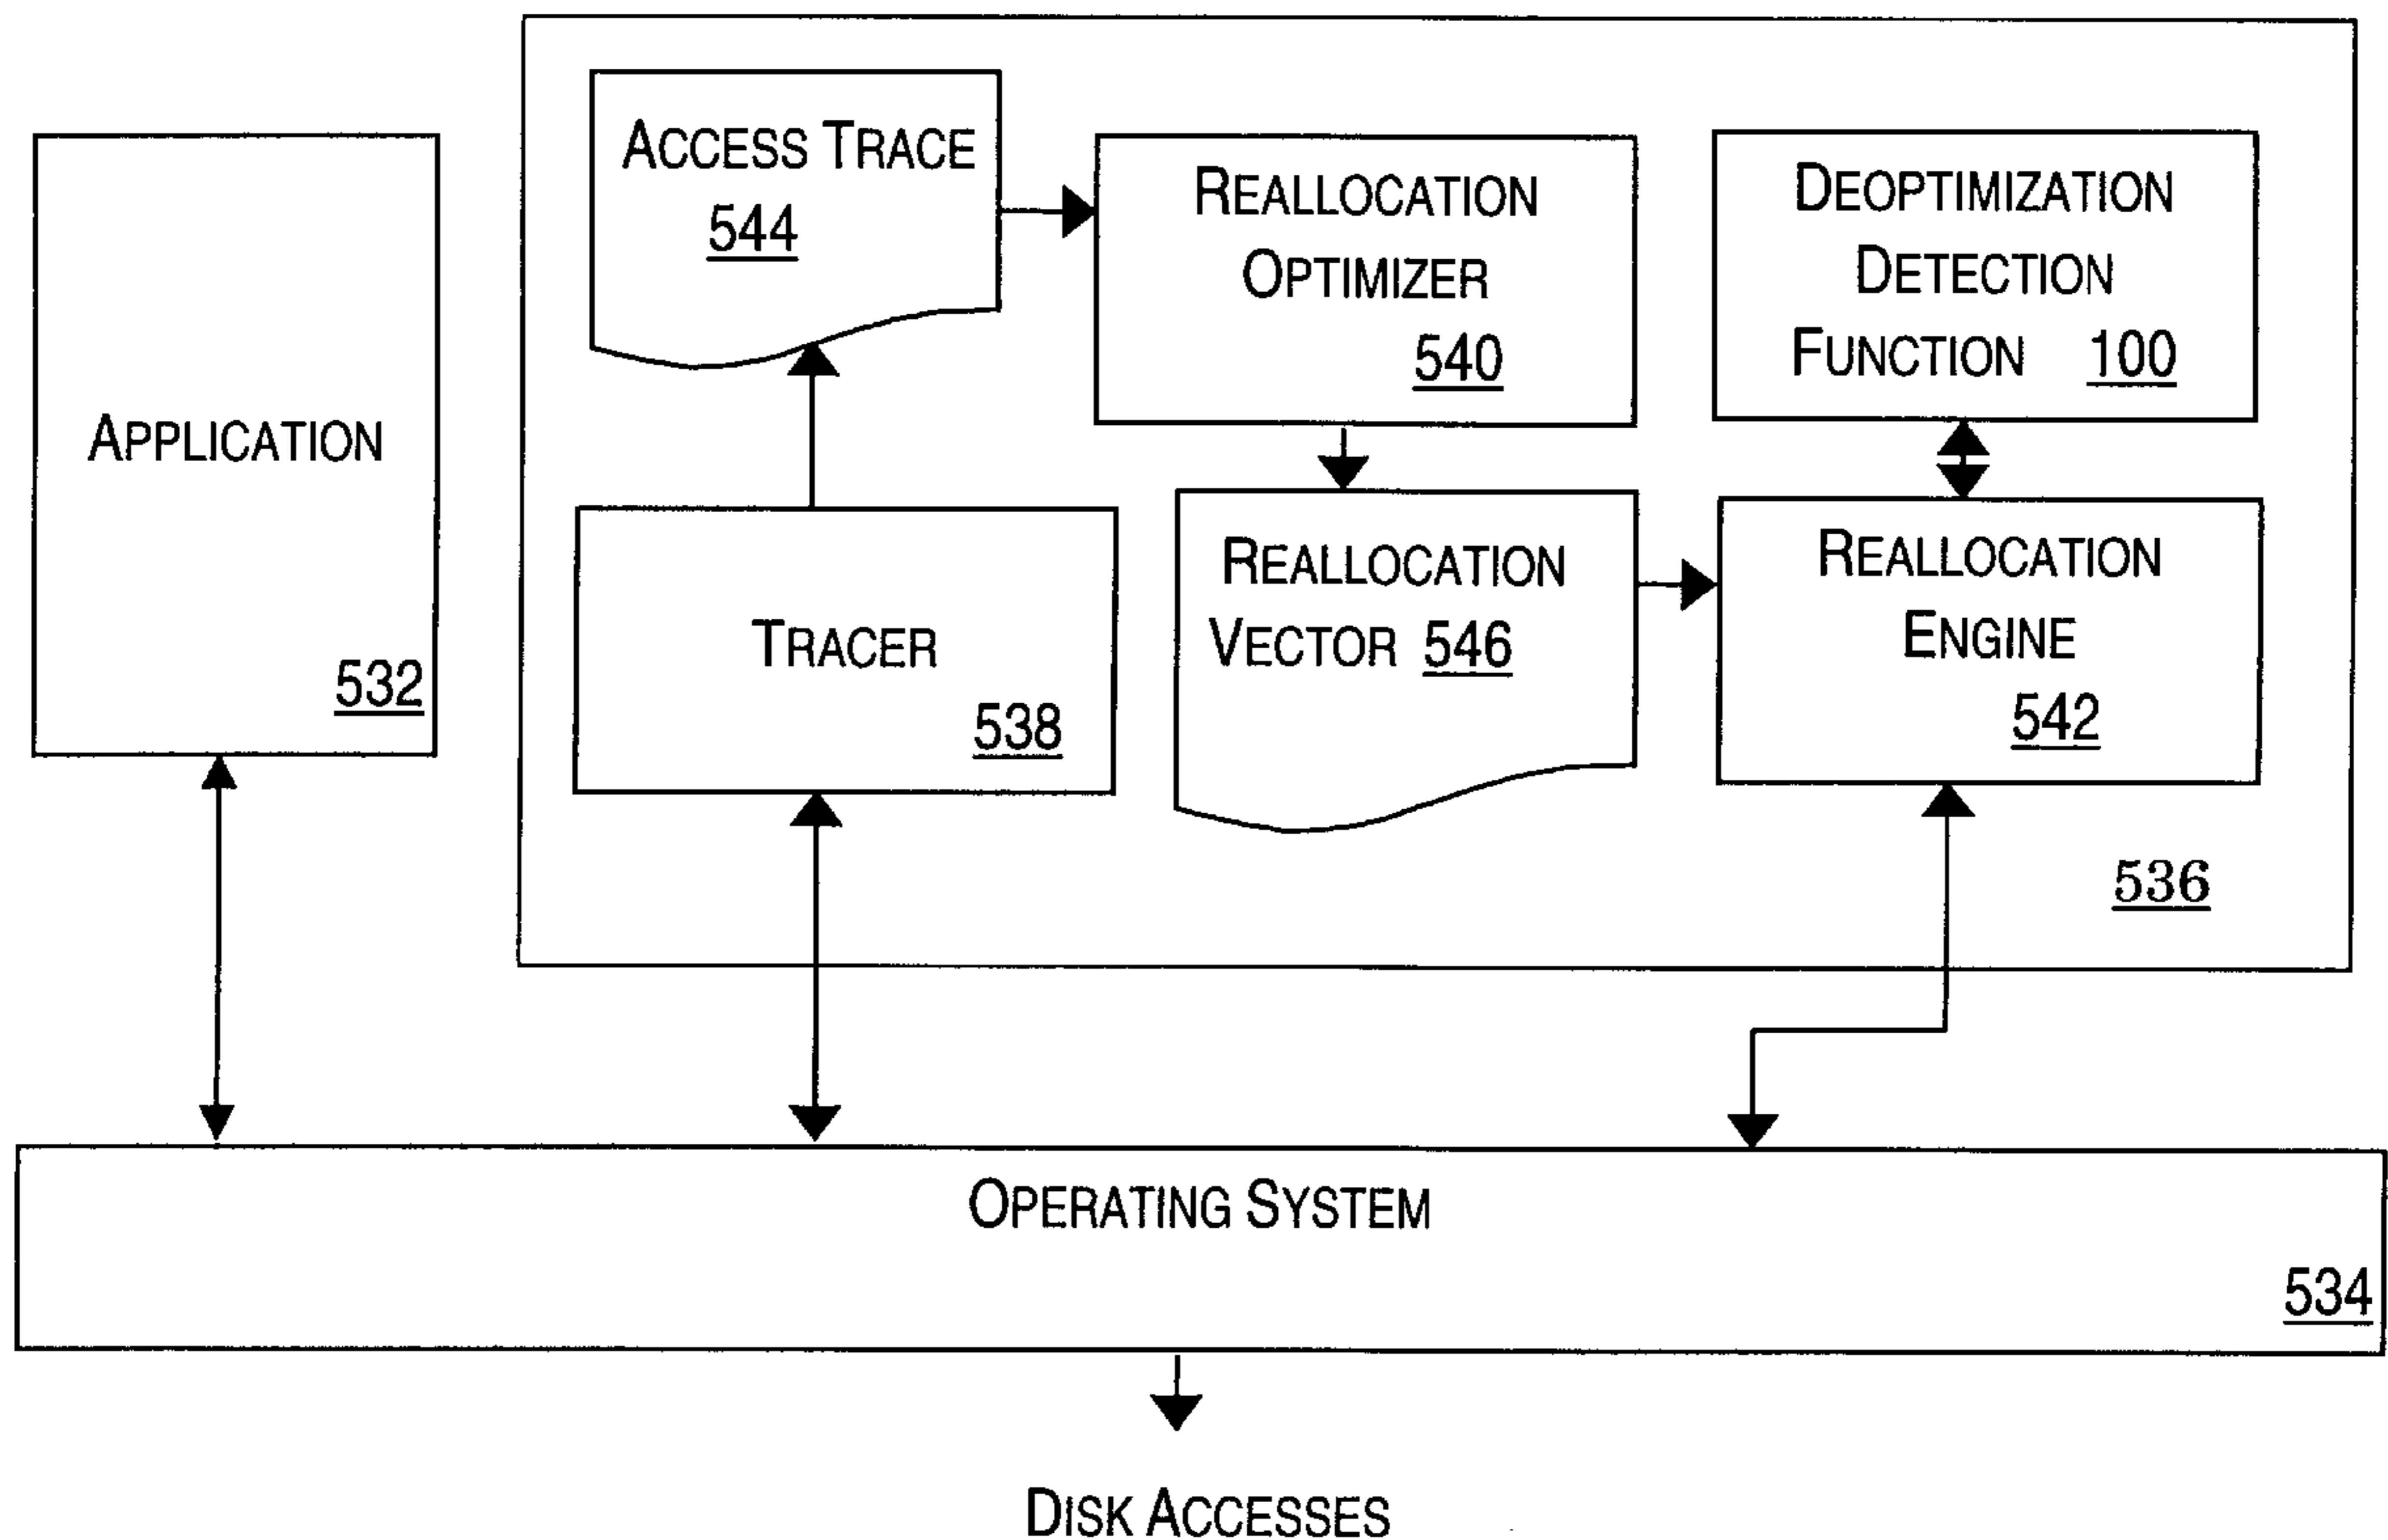 ACCESS TRACE
544
REALLOCATION
OPTIMIZER
540
DEOPTIMIZATION
DETECTION
FUNCTION 100
APPLICATION
532
TRACER
538
REALLOCATION
VECTOR 546
REALLOCATION
ENGINE
542
536
OPERATING SYSTEM
534
DISK ACCESSES